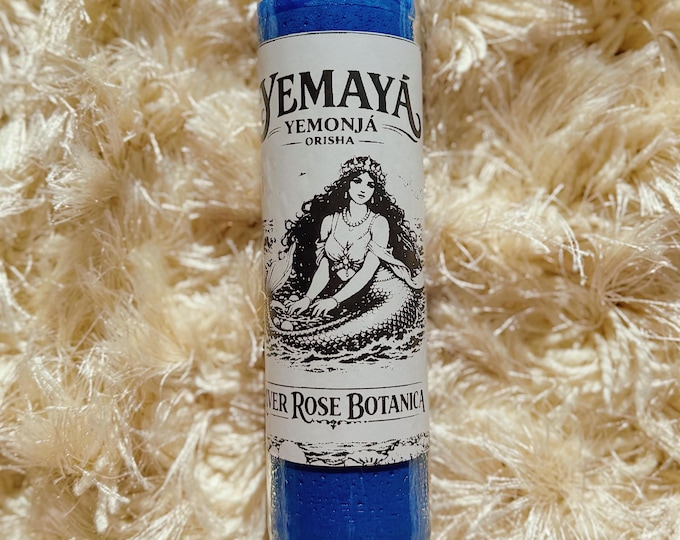 YEMAYÁ
YEMONJÁ
ORISHA
ROSE BOTANICA